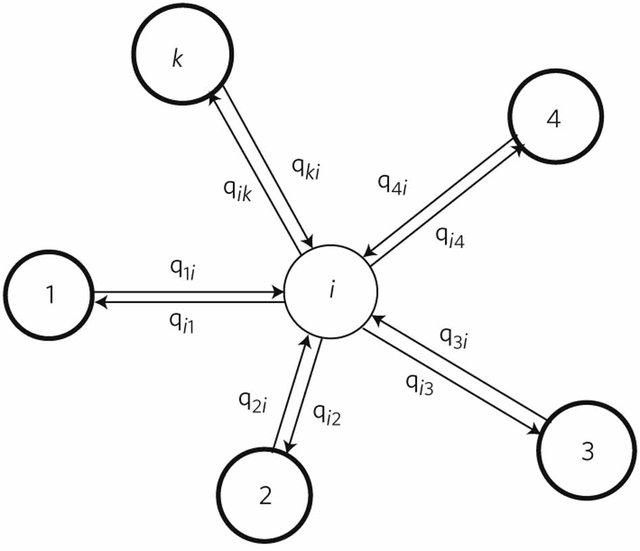 k
4
q_{ki}
q_{4i}
q_{ik}
q_{i4}
q_{1i}
1
i
q_{i1}
q_{3i}
q_{i3}
q_{2i}
q_{i2}
3
2